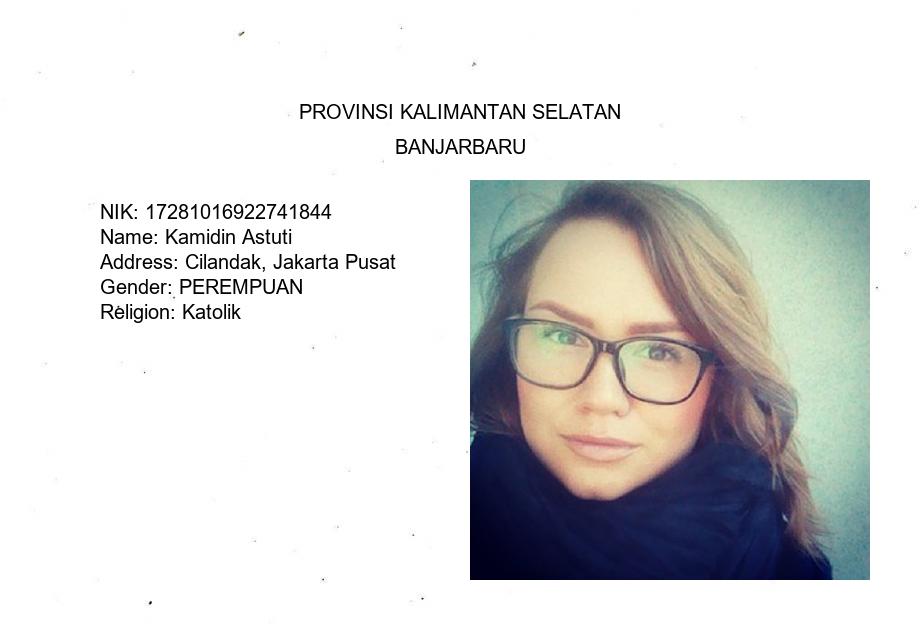 PROVINSI KALIMANTAN SELATAN
BANJARBARU
NIK: 17281016922741844
Name: Kamidin Astuti
Address: Cilandak, Jakarta Pusat
Gender: PEREMPUAN
Religion: Katolik